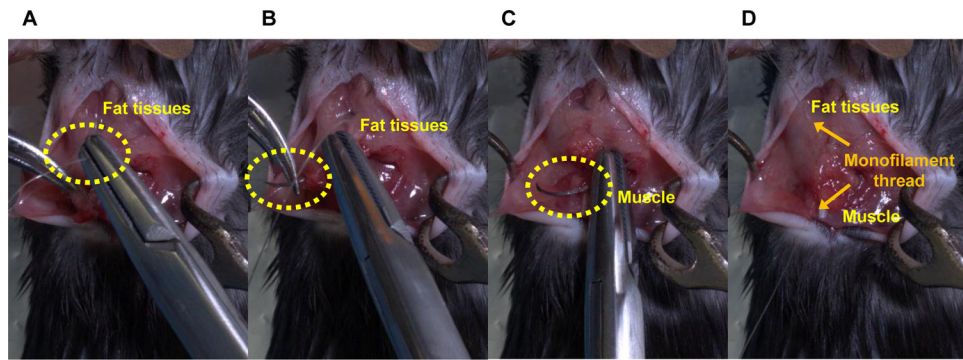 A
B
C
D
Fat tissues
Fat tissues
Muscle
Fat tissues
Monofilament
thread
Muscle